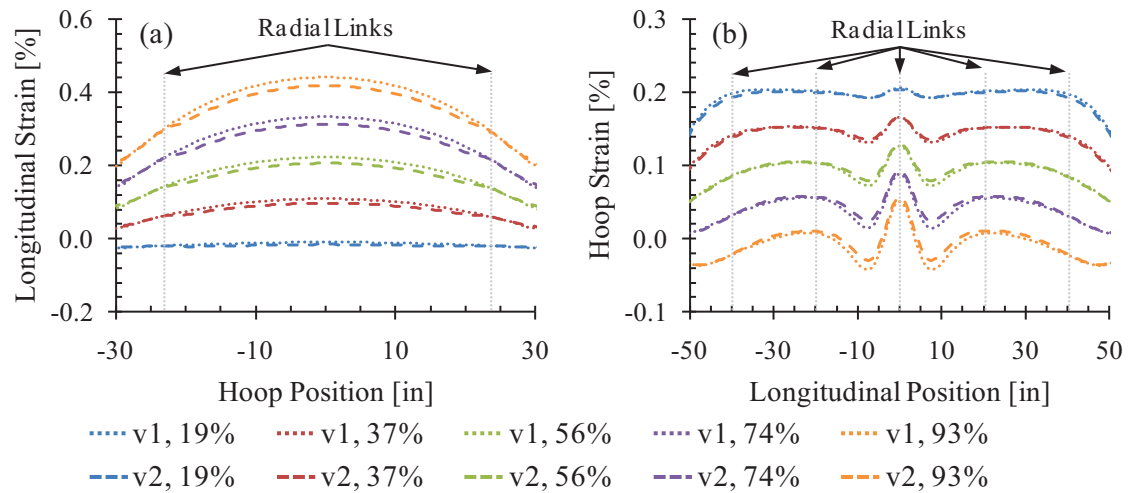 (a) Radial Links
Longitudinal Strain [%]
0.6
0.4
0.2
0.0
-0.2
-30 -10 10 30
Hoop Position [in]
(b) Radial Links
Hoop Strain [%]
0.3
0.2
0.1
0.0
-0.1
-50 -30 -10 10 30 50
Longitudinal Position [in]
v1, 19% v1, 37% v1, 56% v1, 74% v1, 93%
v2, 19% v2, 37% v2, 56% v2, 74% v2, 93%